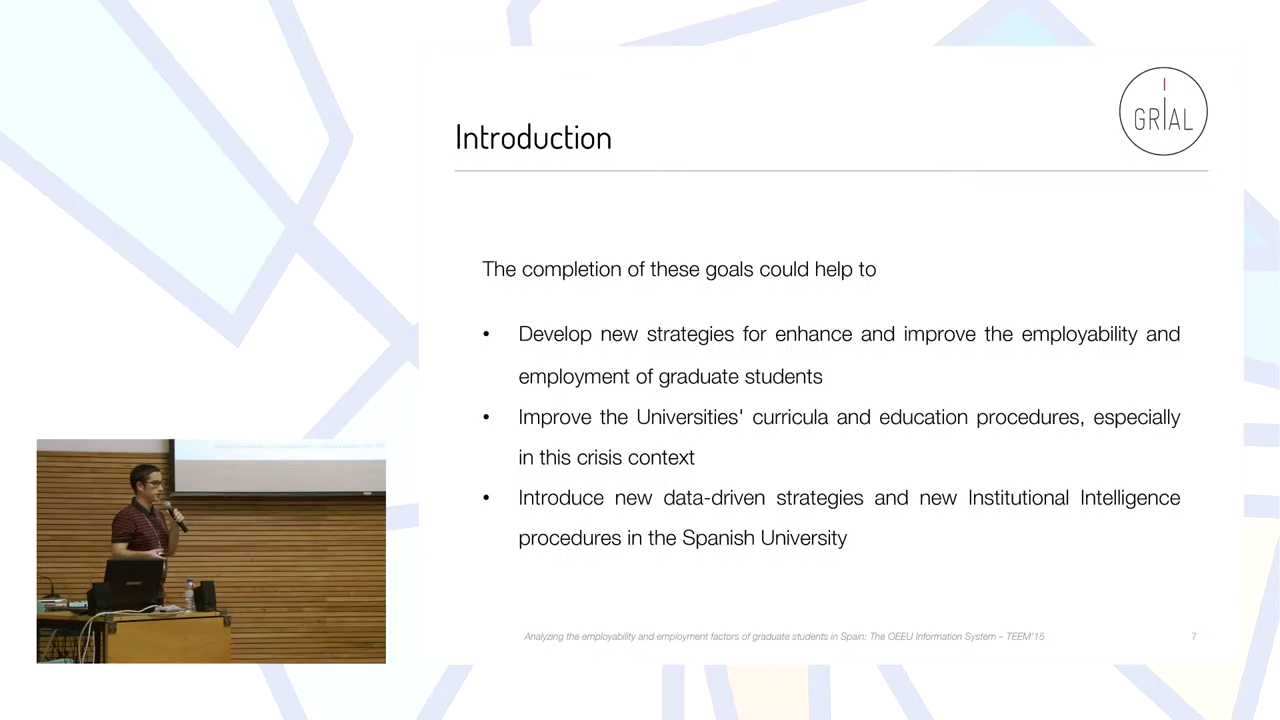 GRIAL
Introduction
The completion of these goals could help to
• Develop new strategies for enhance and improve the employability and
employment of graduate students
• Improve the Universities' curricula and education procedures, especially
in this crisis context
• Introduce new data-driven strategies and new Institutional Intelligence
procedures in the Spanish University
Analyzing the employability and employment factors of graduate students in Spain: The OEEU Information System – TEEM'15
7